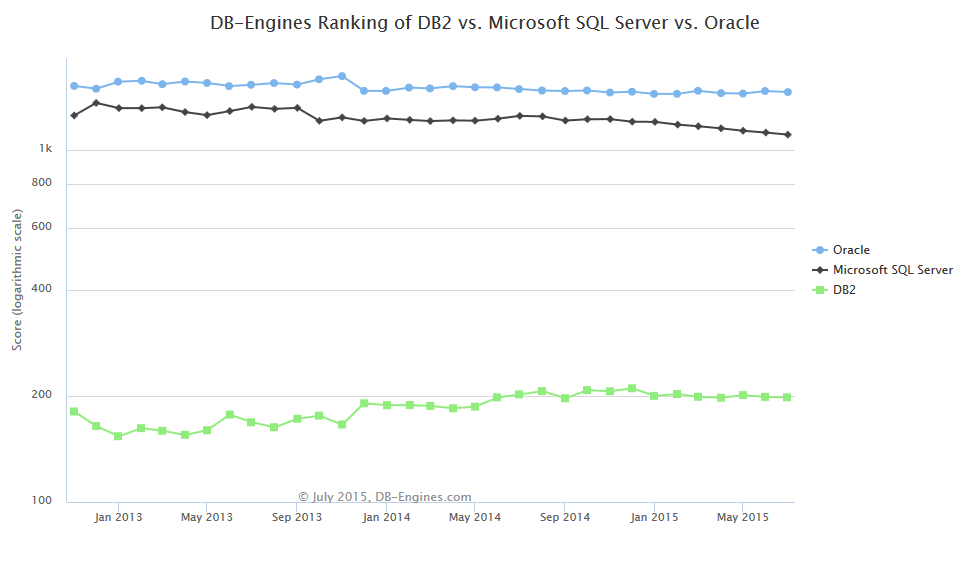 DB-Engines Ranking of DB2 vs. Microsoft SQL Server vs. Oracle
Score (logarithmic scale)
1k
800
600
400
200
100
Jan 2013
May 2013
Sep 2013
Jan 2014
May 2014
Sep 2014
Jan 2015
May 2015
© July 2015, DB-Engines.com
Oracle
Microsoft SQL Server
DB2